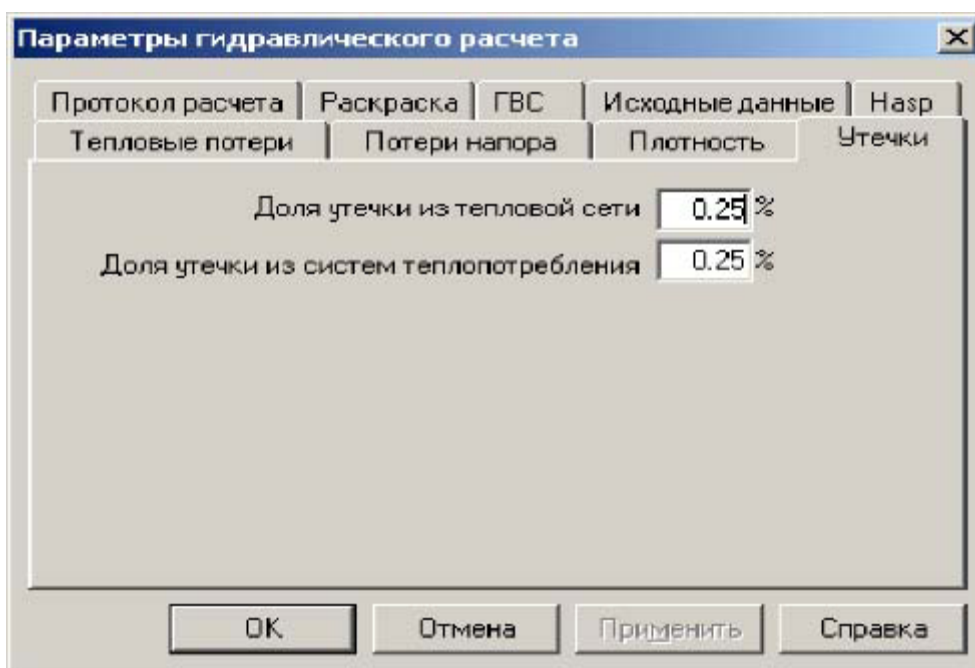 Параметры гидравлического расчета
Протокол расчета Раскраска ГВС Исходные данные Hasp
Тепловые потери Потери напора Плотность Утечки
Доля утечки из тепловой сети 0.25 %
Доля утечки из систем теплопотребления 0.25 %
OK Отмена Применить Справка